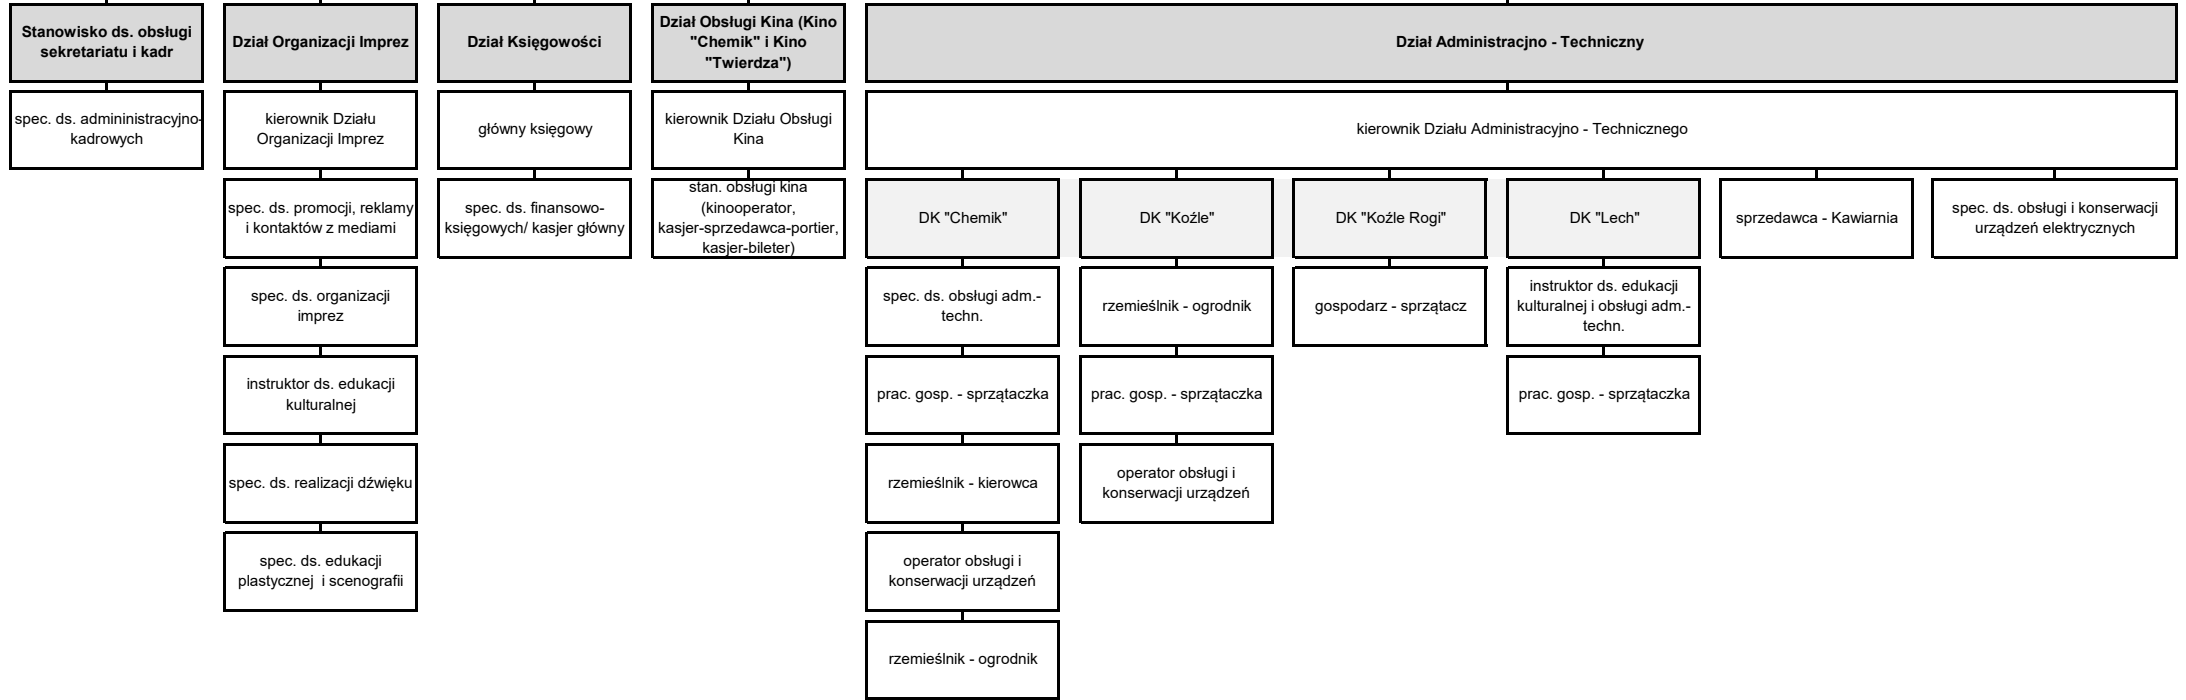 Stanowisko ds. obsługi
sekretariatu i kadr
Dział Organizacji Imprez
Dział Księgowości
Dział Obsługi Kina (Kino
"Chemik" i Kino
"Twierdza")
Dział Administracjno - Techniczny
spec. ds. admininistracyjno-
kadrowych
kierownik Działu
Organizacji Imprez
główny księgowy
kierownik Działu Obsługi
Kina
kierownik Działu Administracyjno - Technicznego
spec. ds. promocji, reklamy
i kontaktów z mediami
spec. ds. finansowo-
księgowych/ kasjer główny
stan. obsługi kina
(kinooperator,
kasjer-sprzedawca-portier,
kasjer-bileter)
DK "Chemik"
DK "Koźle"
DK "Koźle Rogi"
DK "Lech"
sprzedawca - Kawiarnia
spec. ds. obsługi i konserwacji
urządzeń elektrycznych
spec. ds. organizacji
imprez
spec. ds. obsługi adm.-
techn.
rzemieślnik - ogrodnik
gospodarz - sprzątacz
instruktor ds. edukacji
kulturalnej i obsługi adm.-
techn.
instruktor ds. edukacji
kulturalnej
prac. gosp. - sprzątaczka
prac. gosp. - sprzątaczka
prac. gosp. - sprzątaczka
spec. ds. realizacji dźwięku
rzemieślnik - kierowca
operator obsługi i
konserwacji urządzeń
spec. ds. edukacji
plastycznej  i scenografii
operator obsługi i
konserwacji urządzeń
rzemieślnik - ogrodnik